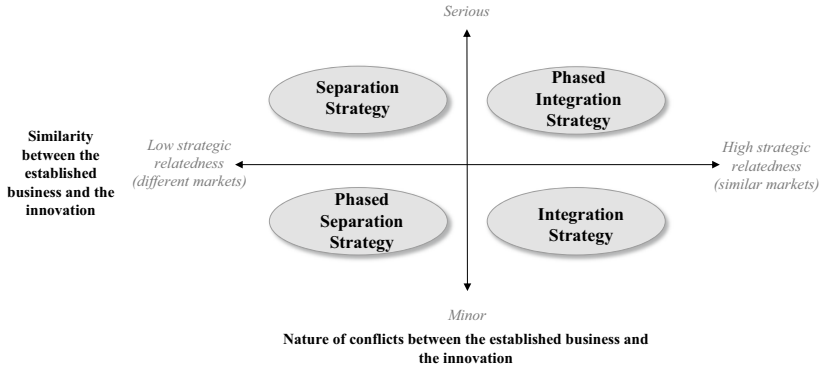 Serious
Separation
Strategy
Phased
Integration
Strategy
Similarity
between the
established
business and the
innovation
Low strategic
relatedness
(different markets)
High strategic
relatedness
(similar markets)
Phased
Separation
Strategy
Integration
Strategy
Minor
Nature of conflicts between the established business and
the innovation